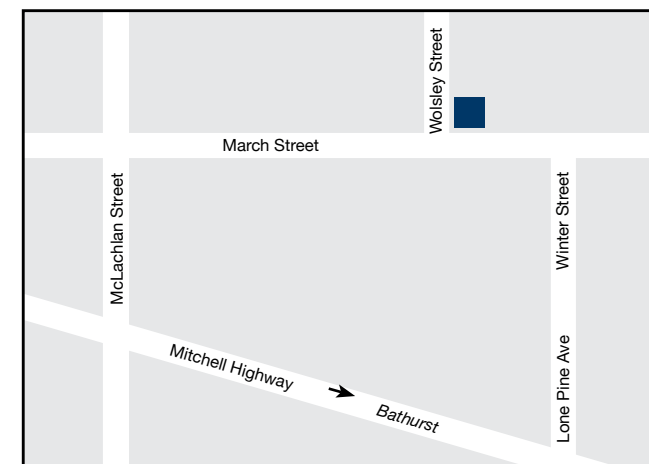 Wolsley Street
March Street
McLachlan Street
Winter Street
Mitchell Highway
Bathurst
Lone Pine Ave